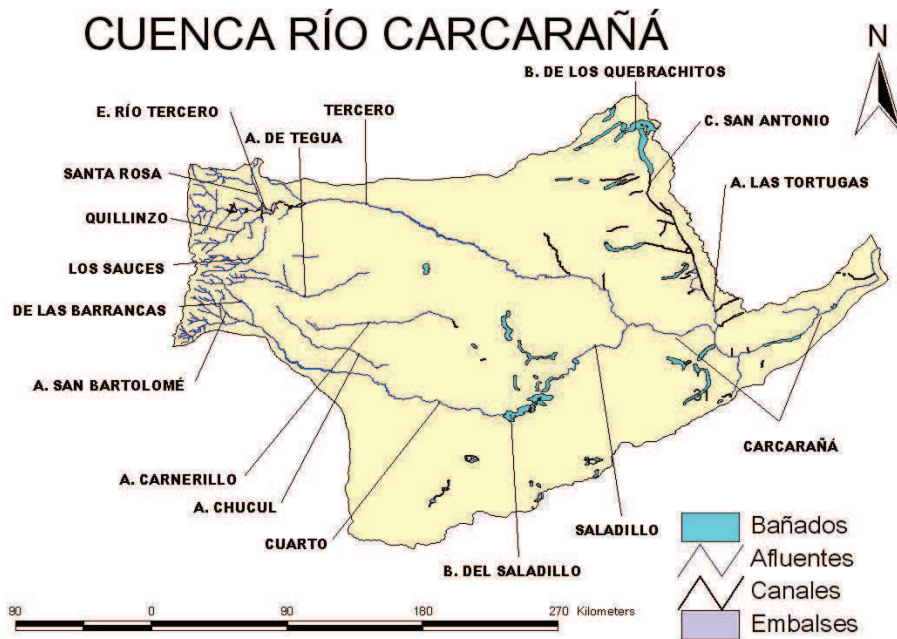 CUENCA RÍO CARCARAÑÁ
N
B. DE LOS QUEBRACHITOS
E. RÍO TERCERO
TERCERO
A. DE TEGUA
C. SAN ANTONIO
SANTA ROSA
A. LAS TORTUGAS
QUILLINZO
LOS SAUCES
DE LAS BARRANCAS
A. SAN BARTOLOMÉ
31
CARCARAÑÁ
A. CARNERILLO
A. CHUCUL
CUARTO
SALADILLO
B. DEL SALADILLO
Bañados
Afluentes
Canales
Embalses
90 0 90 180 270 Kilometers